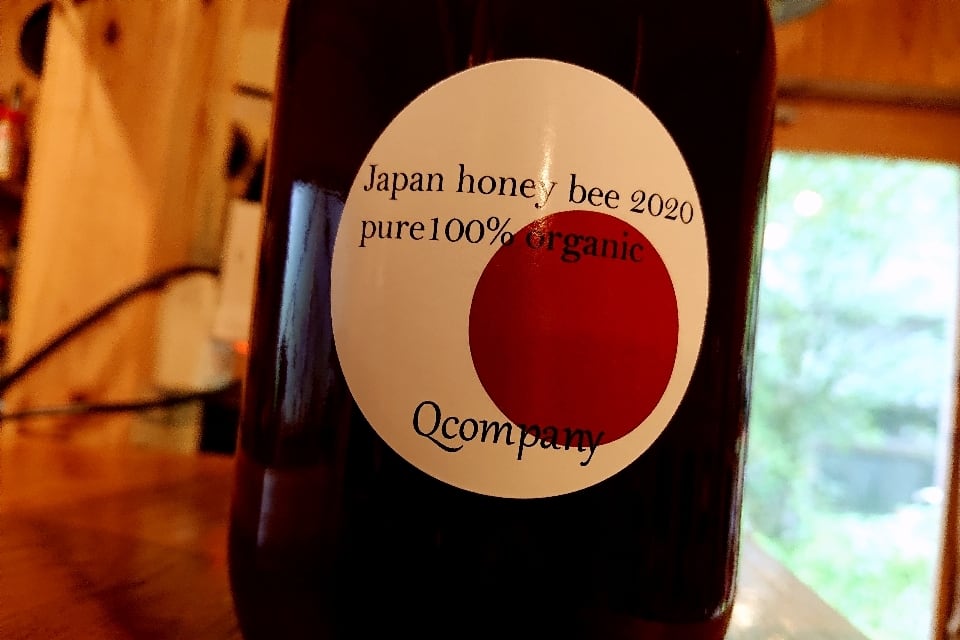 Japan honey bee 2020
pure100% organic
Qcompany